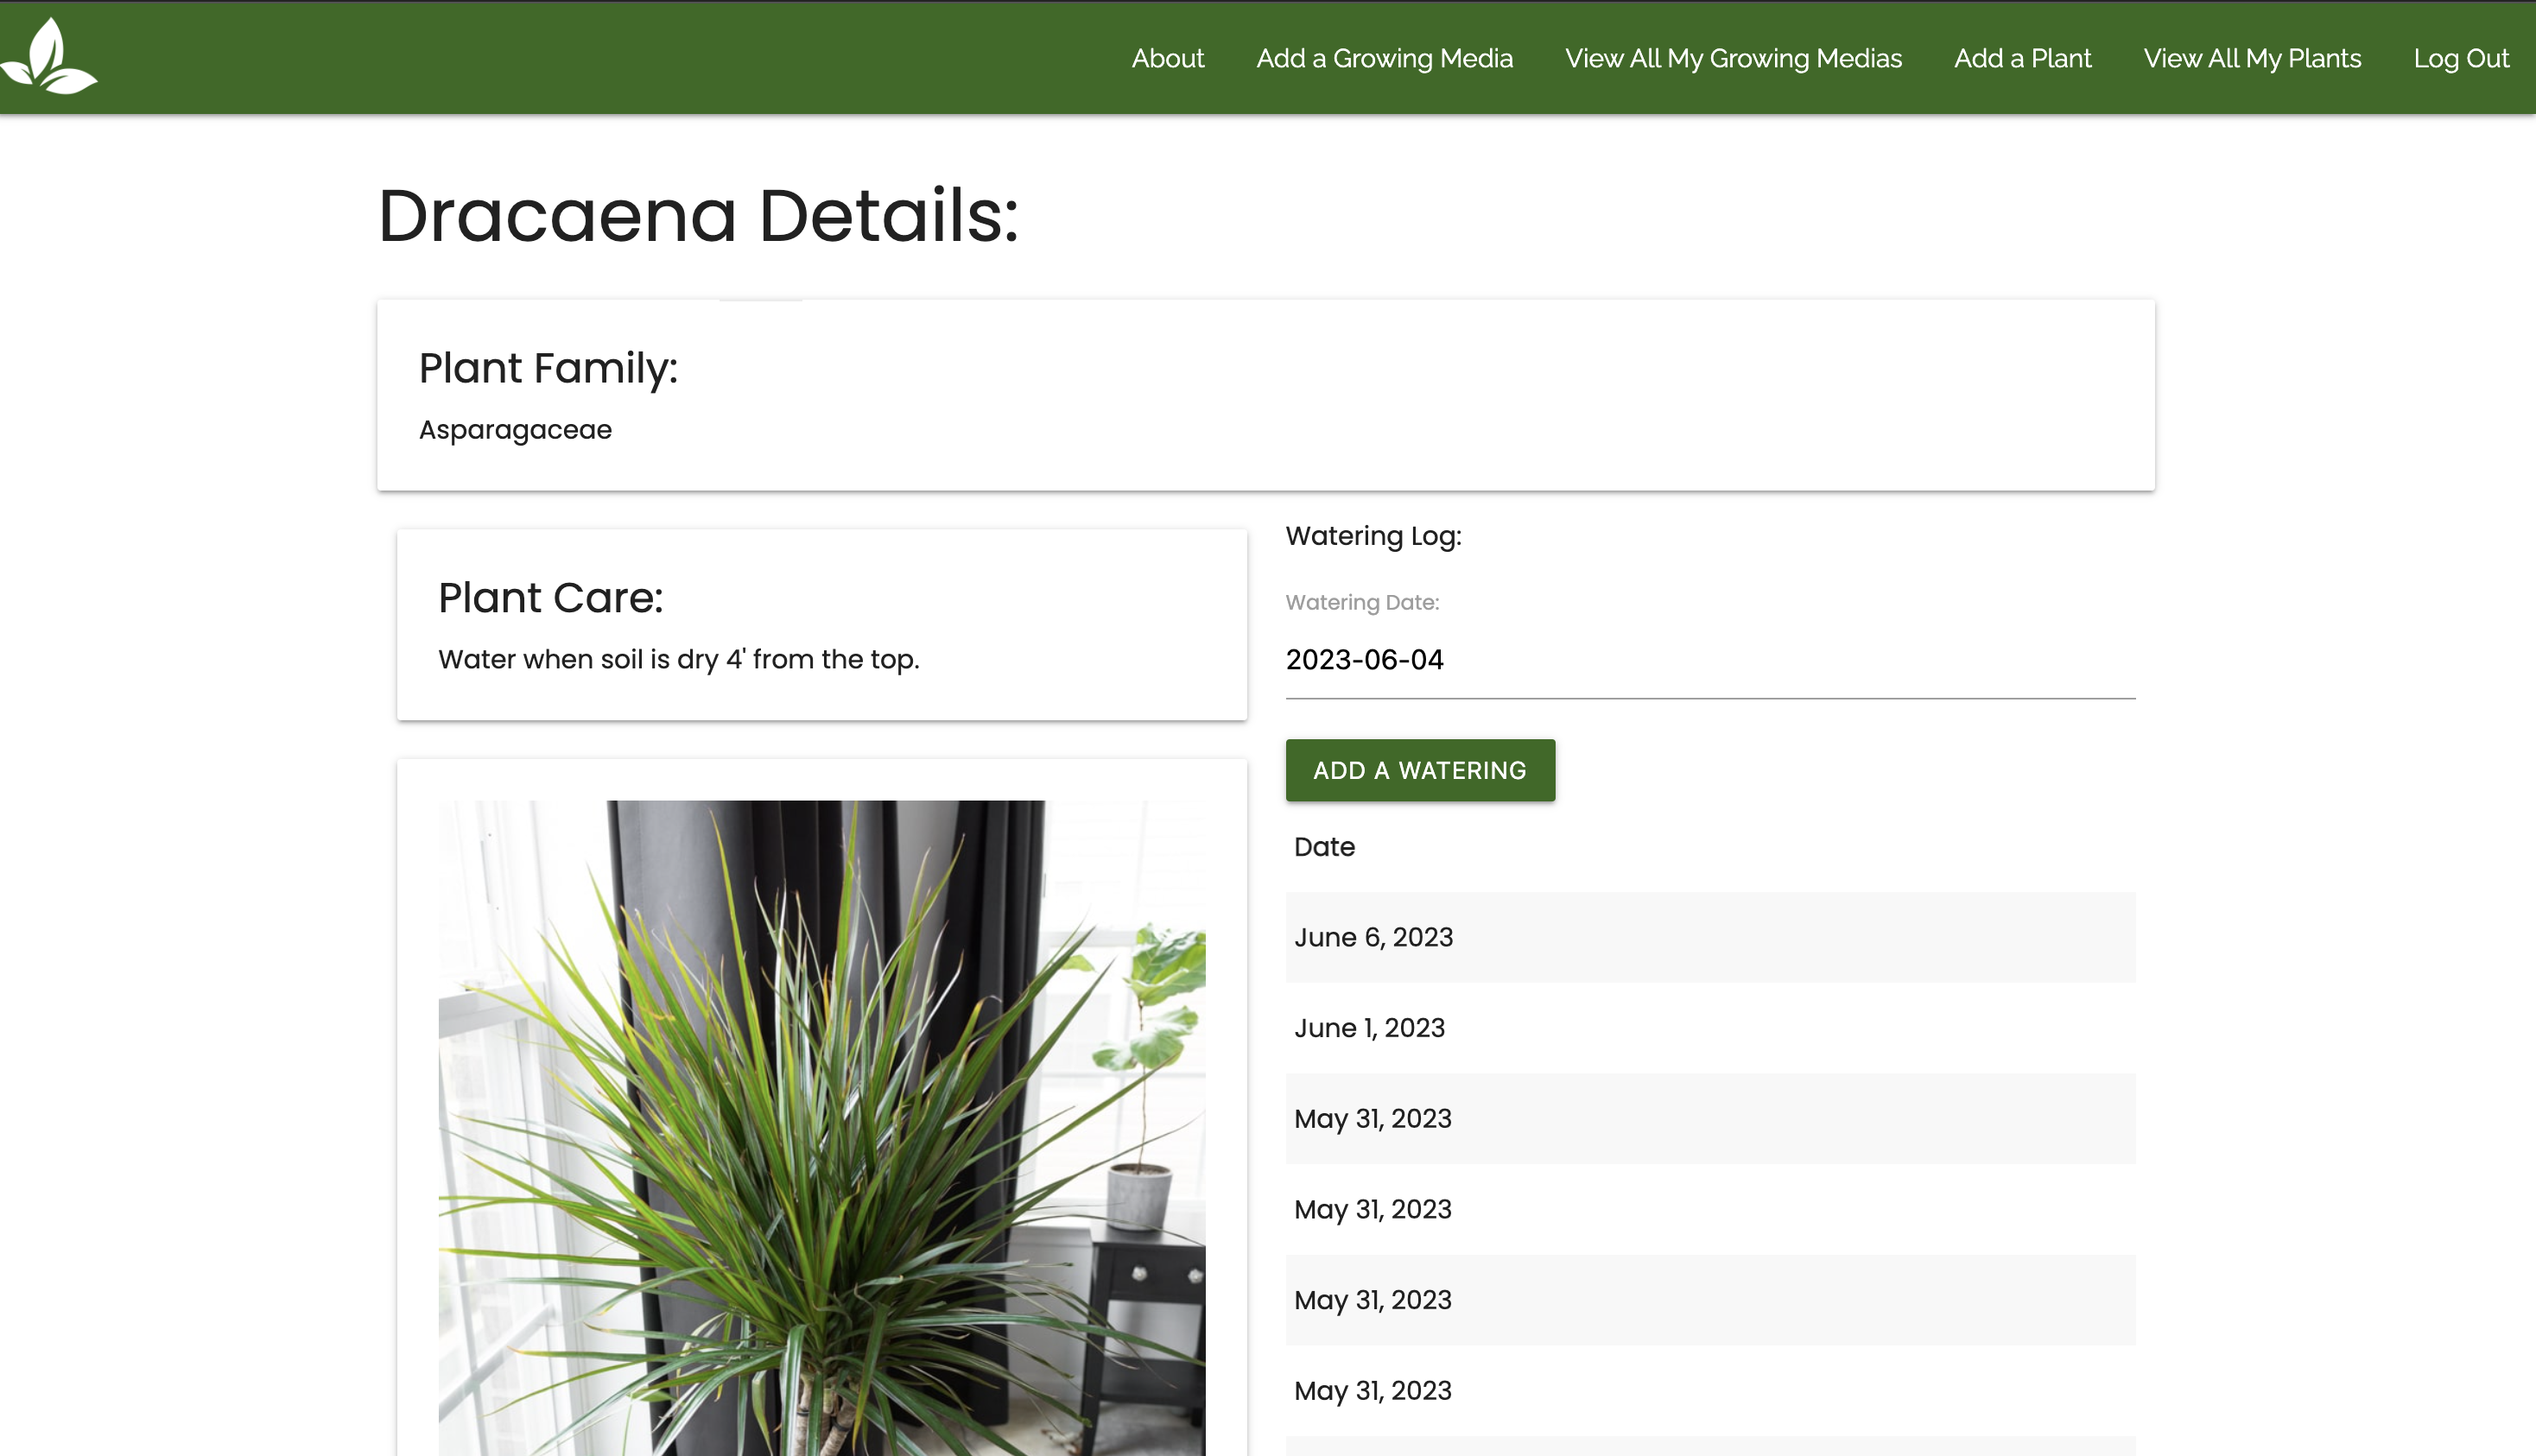 About
Add a Growing Media
View All My Growing Medias
Add a Plant
View All My Plants
Log Out
Dracaena Details:
Plant Family:
Asparagaceae
Plant Care:
Water when soil is dry 4' from the top.
Watering Log:
Watering Date:
2023-06-04
ADD A WATERING
Date
June 6, 2023
June 1, 2023
May 31, 2023
May 31, 2023
May 31, 2023
May 31, 2023